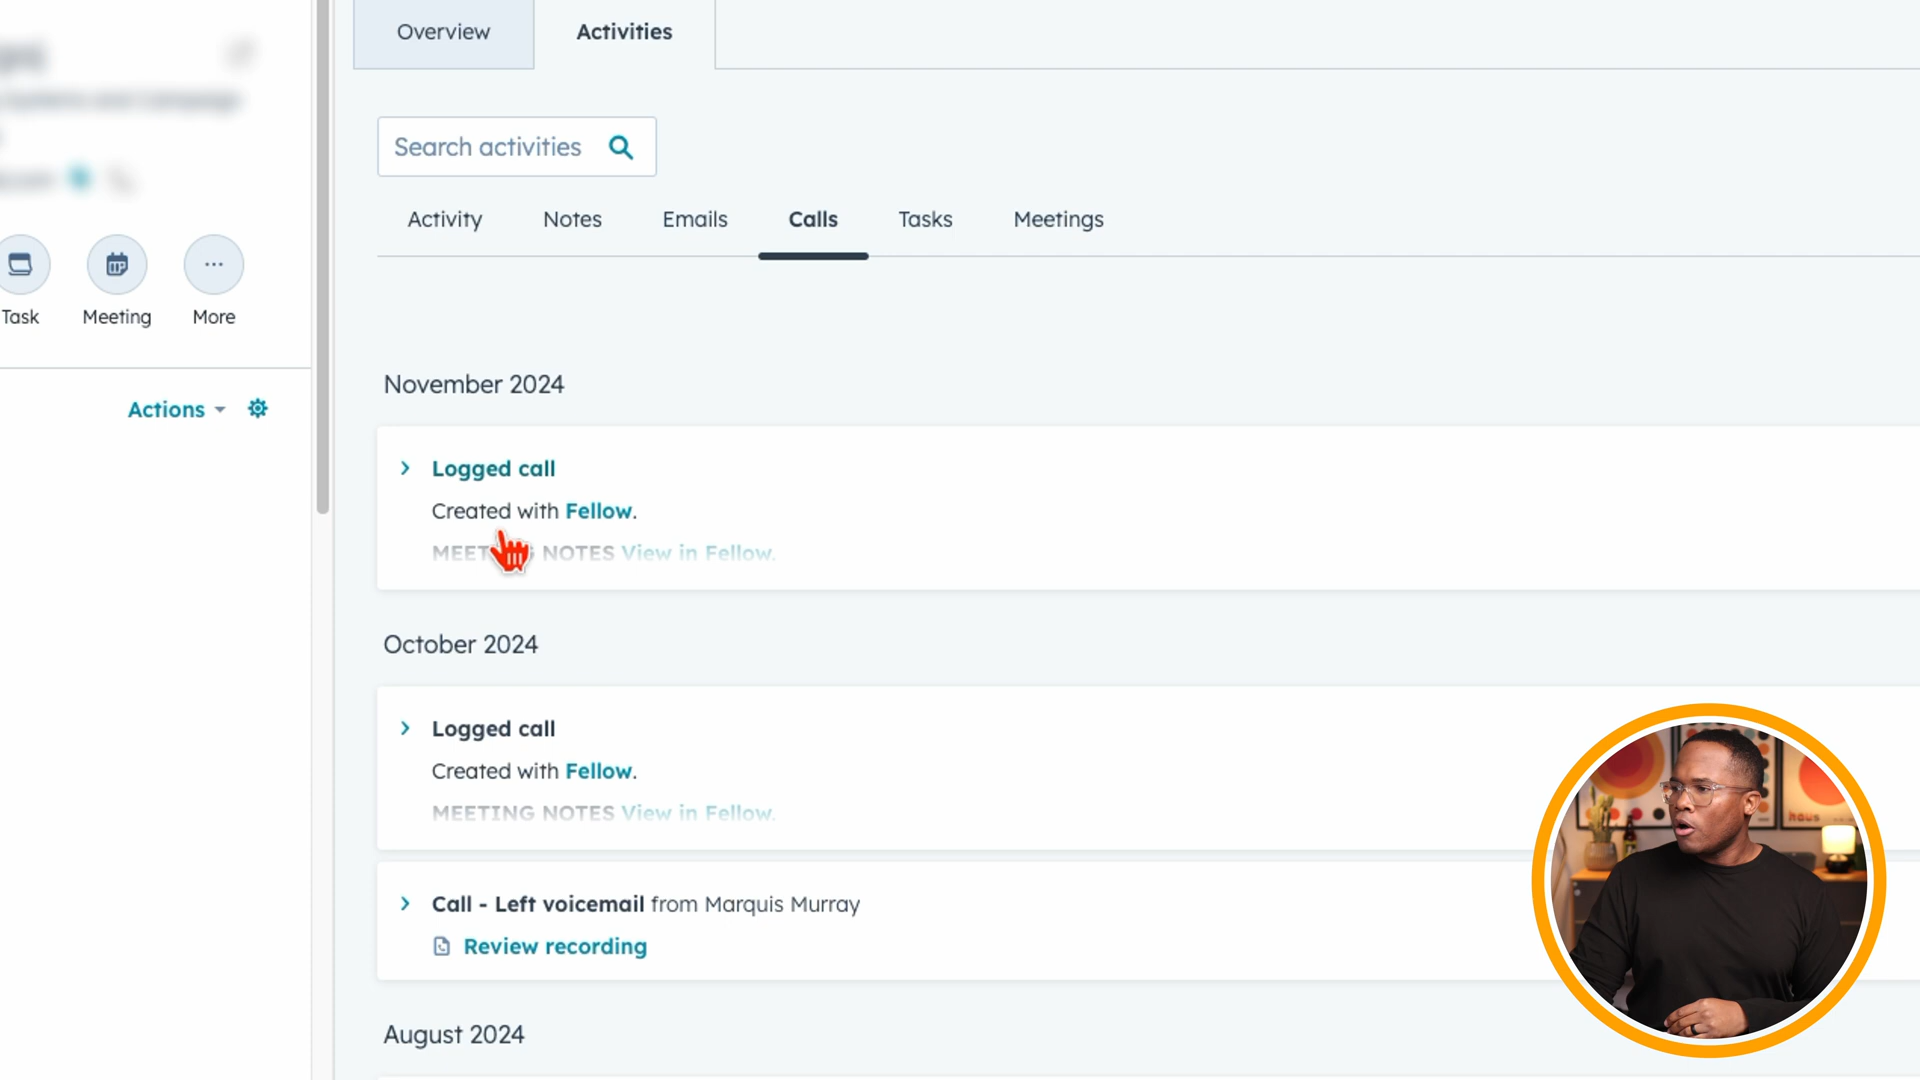 Overview
Activities
Search activities
Activity
Notes
Emails
Calls
Tasks
Meetings
Task
Meeting
More
Actions
November 2024
Logged call
Created with Fellow.
NOTES View in Fellow.
October 2024
Logged call
Created with Fellow.
MEETING NOTES View in Fellow.
Call - Left voicemail from Marquis Murray
Review recording
August 2024
haus